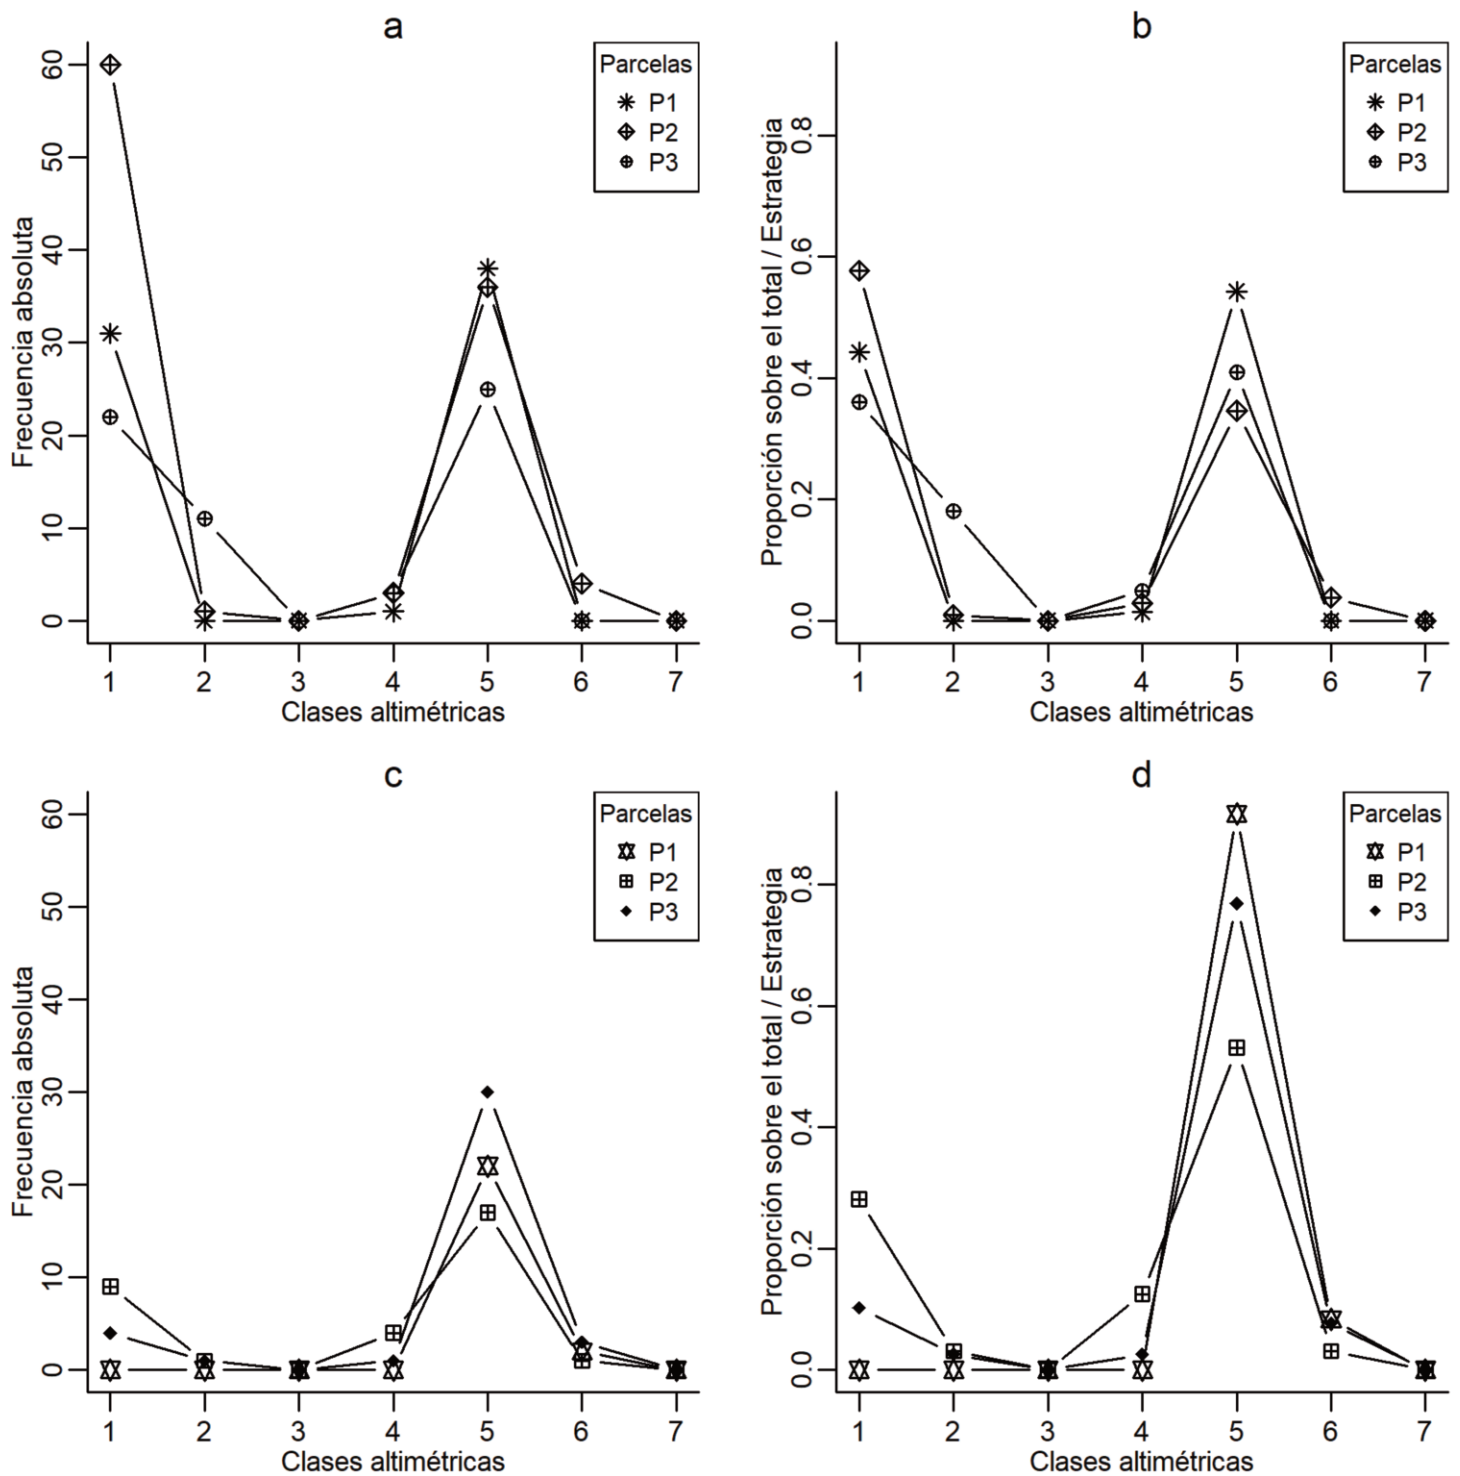 a
Frecuencia absoluta
0 10 20 30 40 50 60
Parcelas
P1
P2
P3
1 2 3 4 5 6 7
Clases altimétricas
b
Proporción sobre el total / Estrategia
0.0 0.2 0.4 0.6 0.8
Parcelas
P1
P2
P3
1 2 3 4 5 6 7
Clases altimétricas
c
Frecuencia absoluta
0 10 20 30 40 50 60
Parcelas
P1
P2
P3
1 2 3 4 5 6 7
Clases altimétricas
d
Proporción sobre el total / Estrategia
0.0 0.2 0.4 0.6 0.8
Parcelas
P1
P2
P3
1 2 3 4 5 6 7
Clases altimétricas